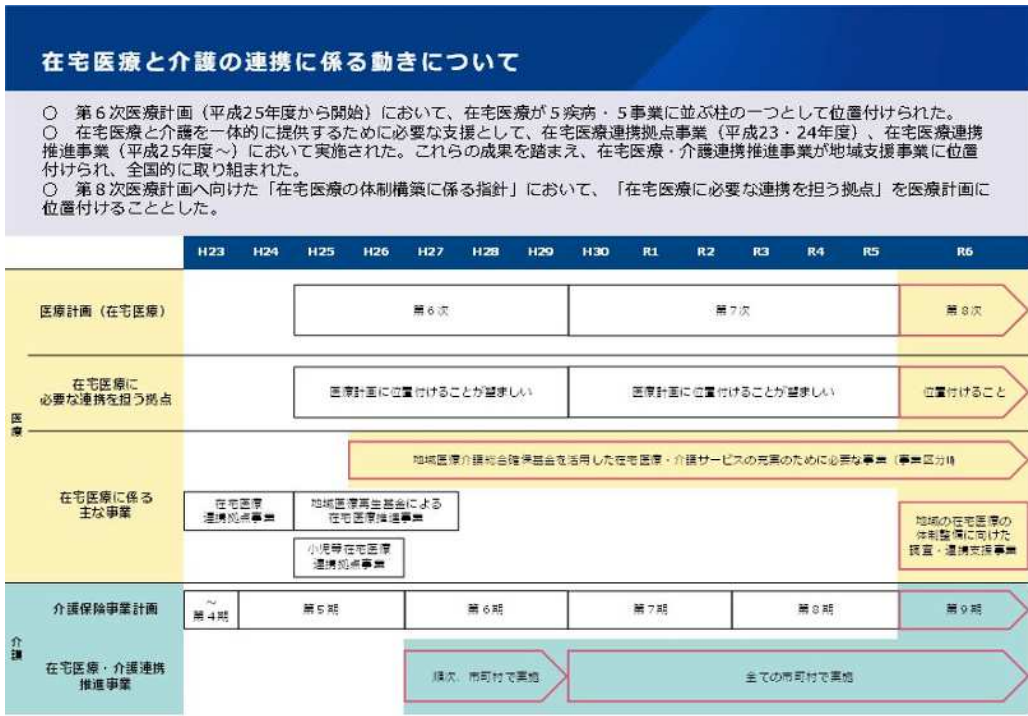 在宅医療と介護の連携に係る動きについて
○ 第6次医療計画（平成25年度から開始）において、在宅医療が5疾病・5事業に並ぶ柱の一つとして位置付けられた。
○ 在宅医療と介護を一体的に提供するために必要な支援として、在宅医療連携拠点事業（平成23・24年度）、在宅医療連携
推進事業（平成25年度～）において実施された。これらの成果を踏まえ、在宅医療・介護連携推進事業が地域支援事業に位置
付けられ、全国的に取り組まれた。
○ 第8次医療計画へ向けた「在宅医療の体制構築に係る指針」において、「在宅医療に必要な連携を担う拠点」を医療計画に
位置付けることとした。
H23 H24 H25 H26 H27 H28 H29 H30 R1 R2 R3 R4 R5 R6
医療
医療計画（在宅医療）
第6次 第7次 第8次
在宅医療に
必要な連携を担う拠点
医療計画に位置付けることが望ましい 医療計画に位置付けることが望ましい 位置付けること
在宅医療に係る
主な事業
地域医療介護総合確保基金を活用した在宅医療・介護サービスの充実のために必要な事業（事業区分
在宅医療
連携拠点事業
地域医療再生基金による
在宅医療推進事業
小児等在宅医療
連携拠点事業
地域の在宅医療の
体制整備に向けた
調査・連携支援事業
介護
介護保険事業計画
～
第4期
第5期 第6期 第7期 第8期 第9期
在宅医療・介護連携
推進事業
順次、市町村で実施 全ての市町村で実施